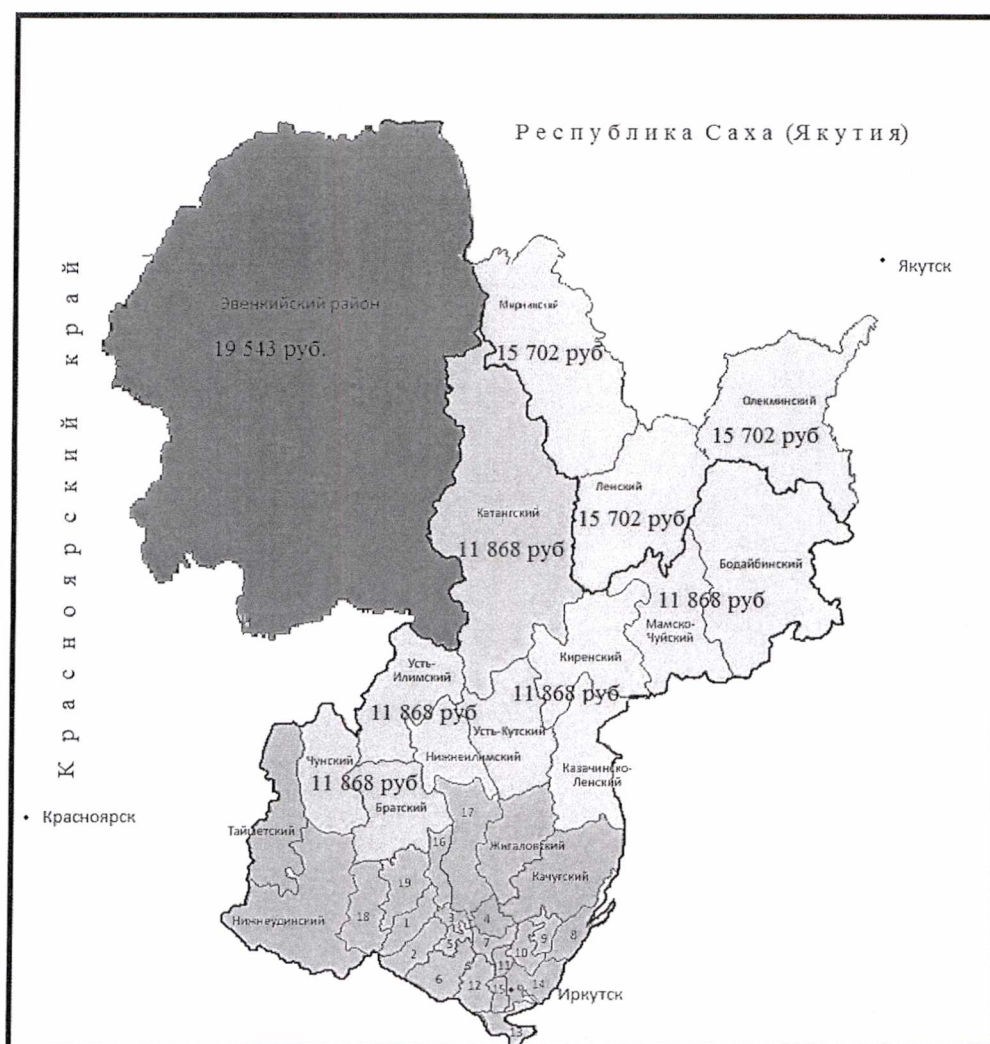 Республика Саха (Якутия)
Красноярский край
Якутск
Эвенкийский район
19 543 руб.
Мирнинский
15 702 руб
Олекминский
15 702 руб
Ленский
15 702 руб
Катангский
11 868 руб
Бодайбинский
11 868 руб
Мамско-
Чуйский
Киренский
11 868 руб
Усть-
Илимский
11 868 руб
Усть-Кутский
Нижнеилимский
Казачинско-
Ленский
Чунский
11 868 руб
Братский
Красноярск
Тайшетский
17
16
Жигаловский
Качугский
Нижнеудинский
19
18
1
3
4
8
2
5
7
10
9
11
6
12
15
9
14
Иркутск
13